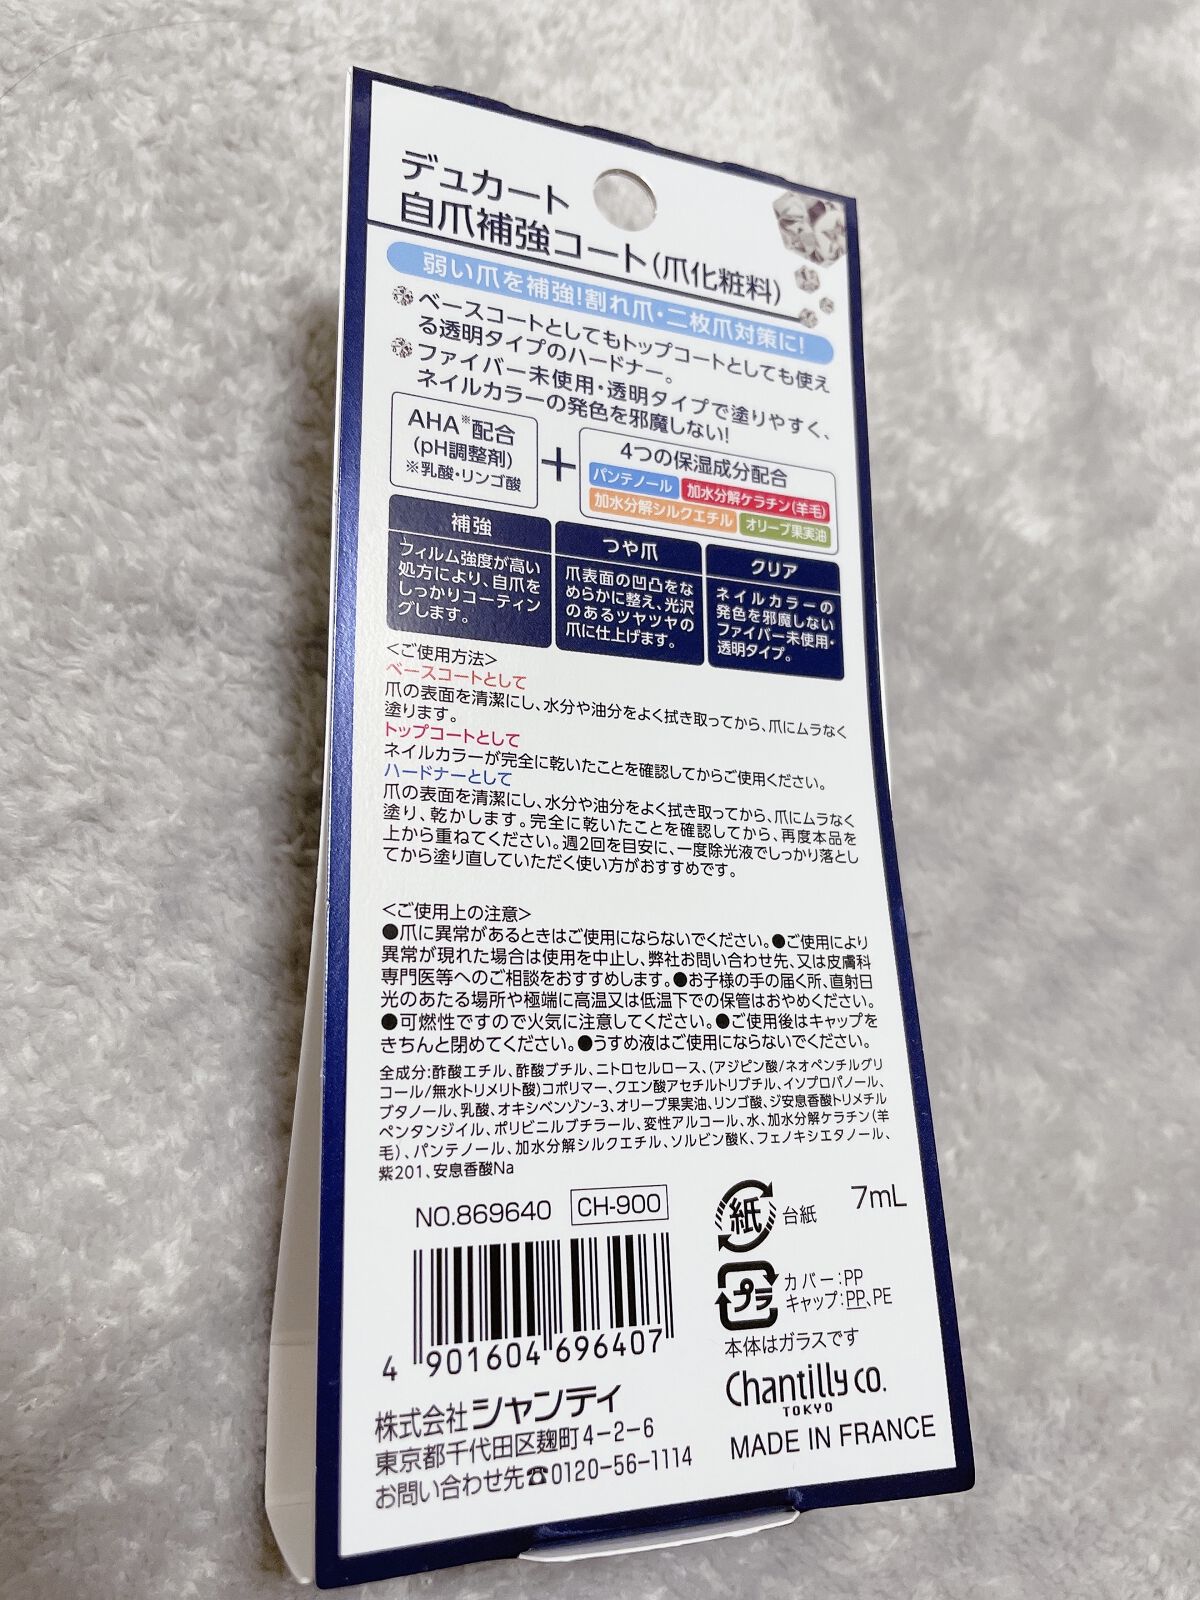 デュカート
自爪補強コート(爪化粧料)
弱い爪を補強!割れ爪・二枚爪対策に!
ベースコートとしてもトップコートとしても使え
る透明タイプのハードナー。
ファイバー未使用・透明タイプで塗りやすく、
ネイルカラーの発色を邪魔しない!
AHA※配合
(pH調整剤)
※乳酸・リンゴ酸
+
4つの保湿成分配合
パンテノール 加水分解ケラチン(羊毛)
加水分解シルクエチル オリーブ果実油
補強
フィルム強度が高い
処方により、自爪を
しっかりコーティン
グします。
つや爪
爪表面の凹凸をな
めらかに整え、光沢
のあるツヤツヤの
爪に仕上げます。
クリア
ネイルカラーの
発色を邪魔しない
ファイバー未使用・
透明タイプ。
<ご使用方法>
ベースコートとして
爪の表面を清潔にし、水分や油分をよく拭き取ってから、爪にムラなく
塗ります。
トップコートとして
ネイルカラーが完全に乾いたことを確認してからご使用ください。
ハードナーとして
爪の表面を清潔にし、水分や油分をよく拭き取ってから、爪にムラなく
塗り、乾かします。完全に乾いたことを確認してから、再度本品を
上から重ねてください。週2回を目安に、一度除光液でしっかり落とし
てから塗り直していただく使い方がおすすめです。
<ご使用上の注意>
●爪に異常があるときはご使用にならないでください。●ご使用により
異常が現れた場合は使用を中止し、弊社お問い合わせ先、又は皮膚科
専門医等へのご相談をおすすめします。●お子様の手の届く所、直射日
光のあたる場所や極端に高温又は低温下での保管はおやめください。
●可燃性ですので火気に注意してください。●ご使用後はキャップを
きちんと閉めてください。●うすめ液はご使用にならないでください。
全成分:酢酸エチル、酢酸ブチル、ニトロセルロース、(アジピン酸/ネオペンチルグリ
コール/無水トリメリト酸)コポリマー、クエン酸アセチルトリブチル、イソプロパノール、
ブタノール、乳酸、オキシベンゾン-3、オリーブ果実油、リンゴ酸、ジ安息香酸トリメチル
ペンタンジイル、ポリビニルブチラール、変性アルコール、水、加水分解ケラチン(羊
毛)、パンテノール、加水分解シルクエチル、ソルビン酸K、フェノキシエタノール、
紫201、安息香酸Na
NO.869640 CH-900
紙 台紙 7mL
プラ カバー:PP
キャップ:PP、PE
本体はガラスです
4 901604 696407
Chantilly co.
TOKYO
MADE IN FRANCE
株式会社 シャンティ
東京都千代田区麹町4-2-6
お問い合わせ先☎0120-56-1114